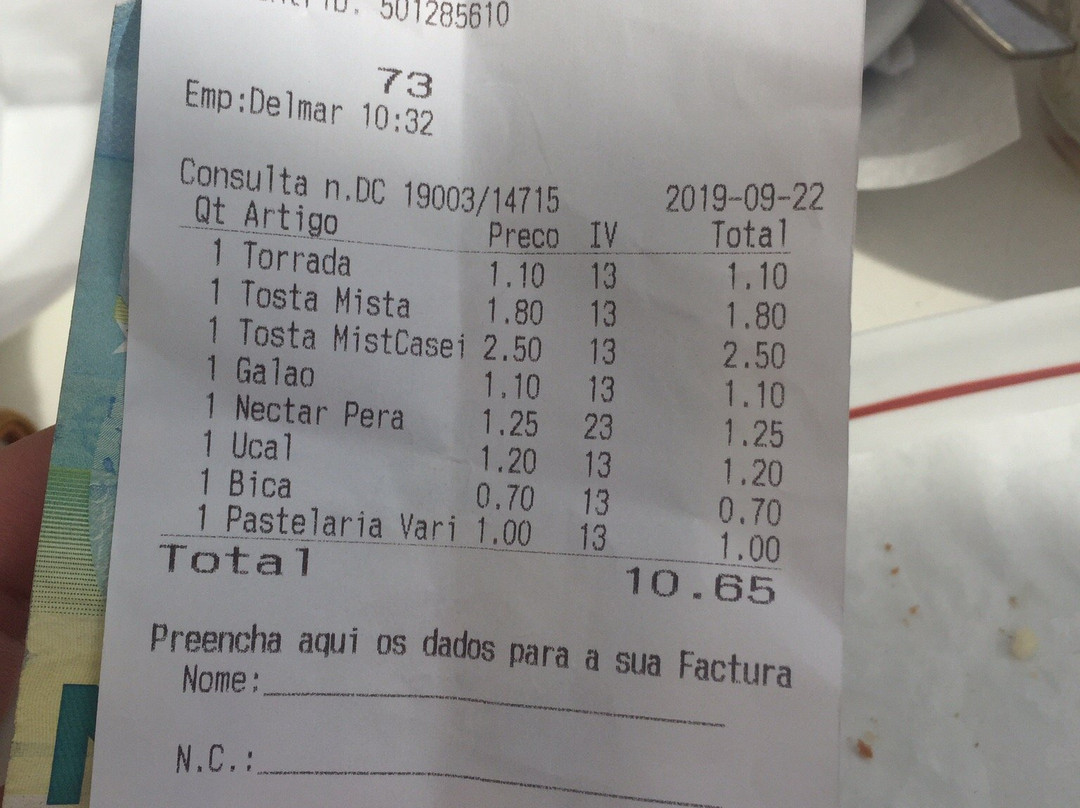 ID. 501285610
73
Emp:Delmar 10:32
Consulta n.DC 19003/14715 2019-09-22
Qt Artigo Preco IV Total
1 Torrada 1.10 13 1.10
1 Tosta Mista 1.80 13 1.80
1 Tosta MistCasei 2.50 13 2.50
1 Galao 1.10 13 1.10
1 Nectar Pera 1.25 23 1.25
1 Ucal 1.20 13 1.20
1 Bica 0.70 13 0.70
1 Pastelaria Vari 1.00 13 1.00
Total 10.65
Preencha aqui os dados para a sua Factura
Nome:
N.C.: